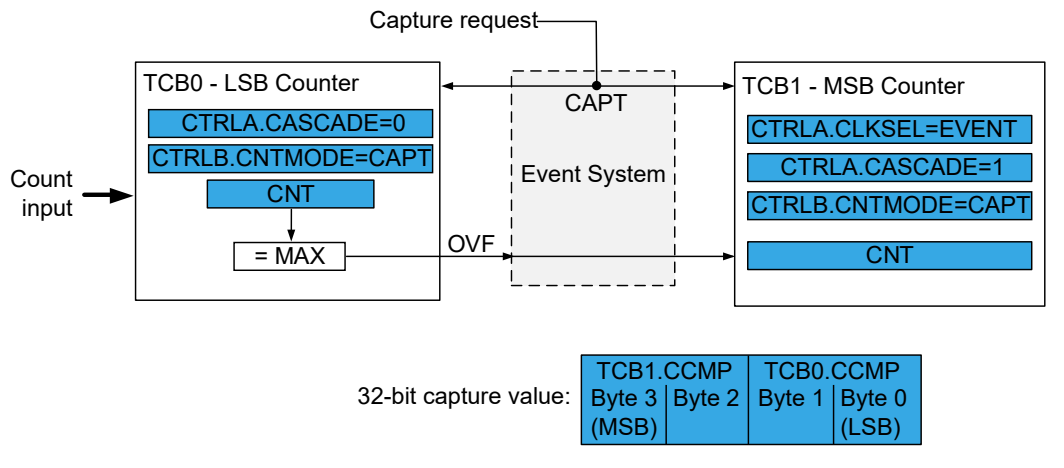 Capture request
TCB0 - LSB Counter
CTRLA.CASCADE=0
CTRLB.CNTMODE=CAPT
CNT
= MAX
Count
input
OVF
CAPT
Event System
TCB1 - MSB Counter
CTRLA.CLKSEL=EVENT
CTRLA.CASCADE=1
CTRLB.CNTMODE=CAPT
CNT
32-bit capture value:
TCB1.CCMP TCB0.CCMP
Byte 3 Byte 2 Byte 1 Byte 0
(MSB) (LSB)